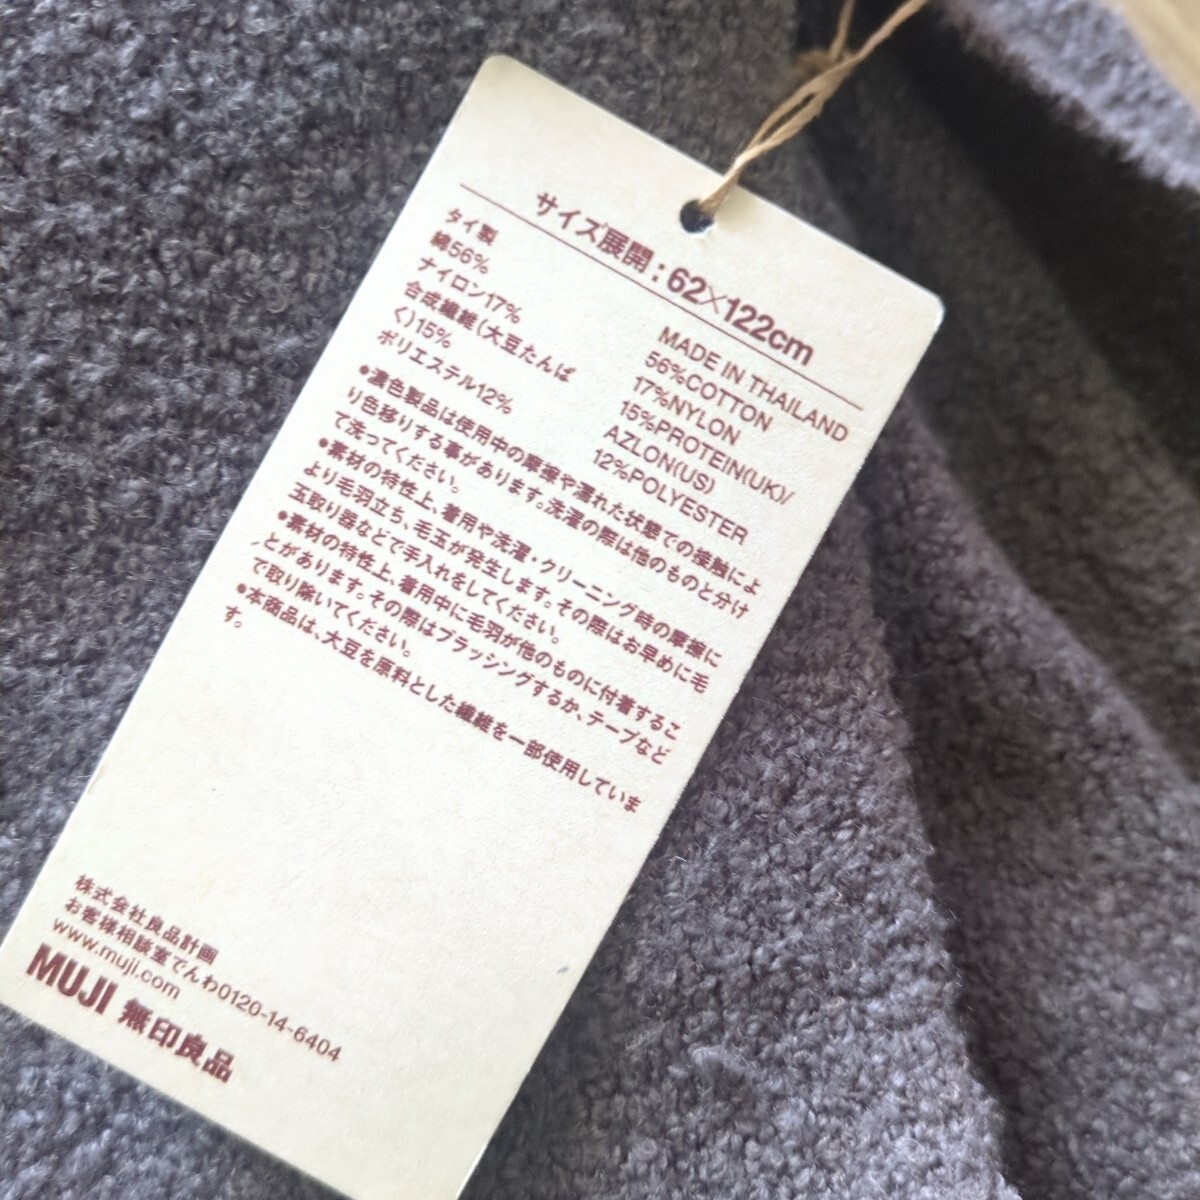 サイズ展開:62×122cm
タイ製
綿56%
ナイロン17%
合成繊維(大豆たんぱ
く)15%
ポリエステル12%
MADE IN THAILAND
56%COTTON
17%NYLON
15%PROTEIN(UK)/
AZLON(US)
12%POLYESTER
●濃色製品は使用中の摩擦や濡れた状態での接触によ
り色移りする事があります。洗濯の際は他のものと分け
て洗ってください。
●素材の特性上、着用や洗濯・クリーニング時の摩擦に
より毛羽立ち、毛玉が発生します。その際はお早めに毛
玉取り器などで手入れをしてください。
●素材の特性上、着用中に毛羽が他のものに付着するこ
とがあります。その際はブラッシングするか、テープなど
で取り除いてください。
●本商品は、大豆を原料とした繊維を一部使用していま
す。
株式会社良品計画
お客様相談室でんわ0120-14-6404
www.muji.com
MUJI 無印良品